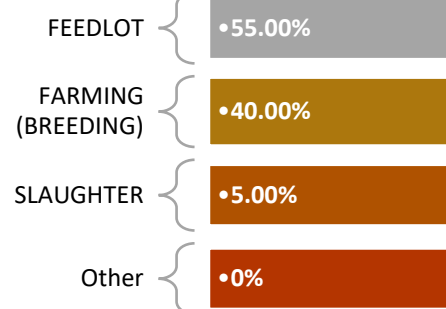 FEEDLOT
•55.00%
FARMING
(BREEDING)
•40.00%
SLAUGHTER
•5.00%
Other
•0%